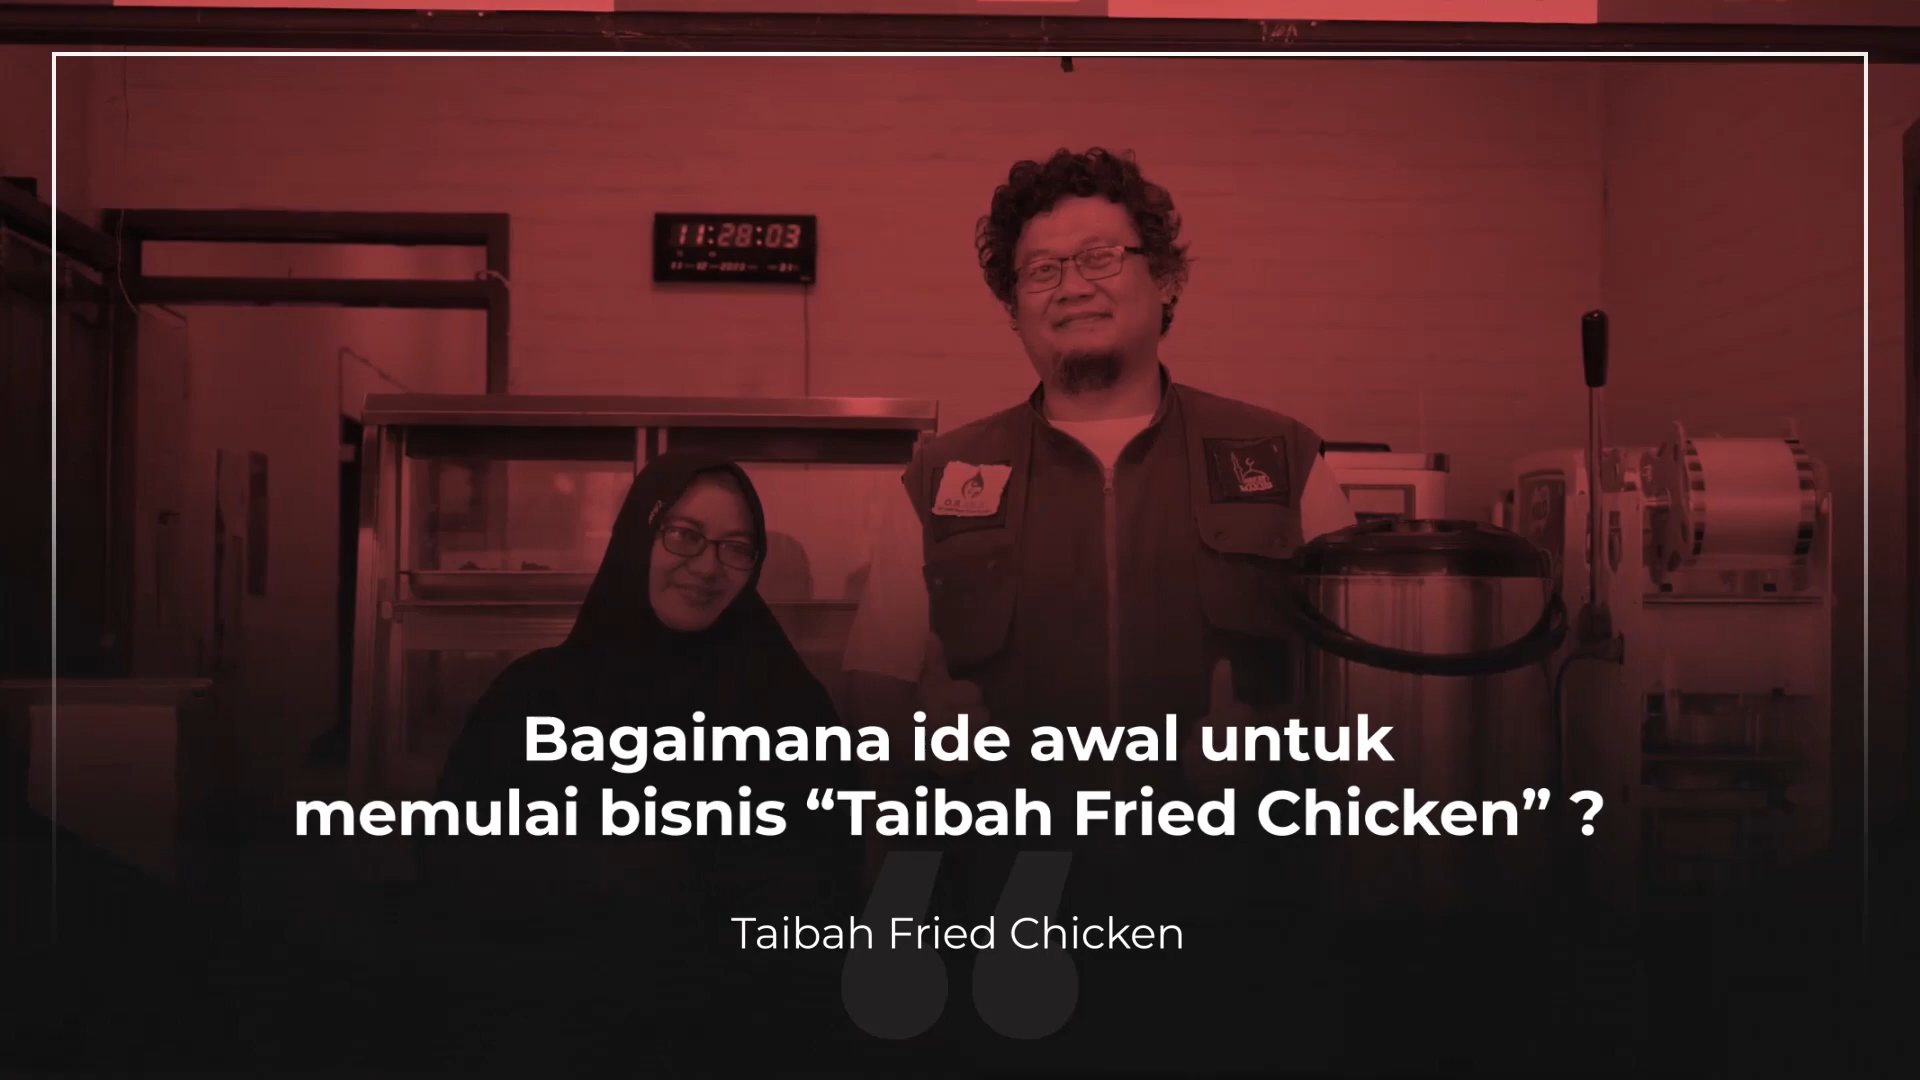 11:28:03
Bagaimana ide awal untuk
memulai bisnis “Taibah Fried Chicken” ?
Taibah Fried Chicken